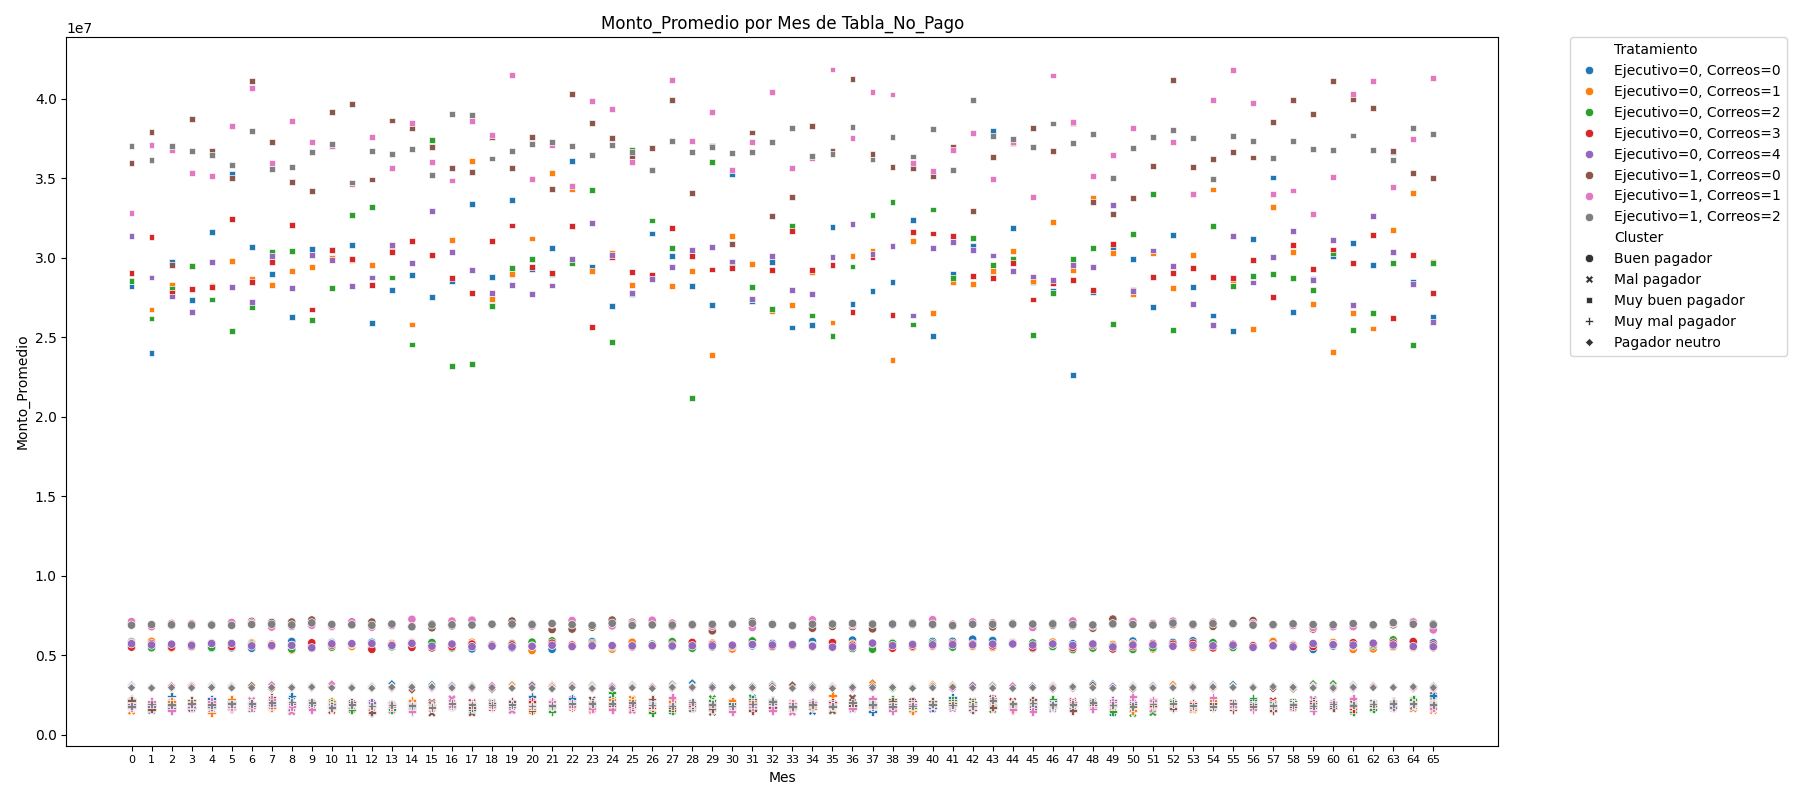 Monto_Promedio por Mes de Tabla_No_Pago
1e7
4.0
3.5
3.0
2.5
2.0
1.5
1.0
0.5
0.0
Monto_Promedio
0 1 2 3 4 5 6 7 8 9 10 11 12 13 14 15 16 17 18 19 20 21 22 23 24 25 26 27 28 29 30 31 32 33 34 35 36 37 38 39 40 41 42 43 44 45 46 47 48 49 50 51 52 53 54 55 56 57 58 59 60 61 62 63 64 65
Mes
Tratamiento
Ejecutivo=0, Correos=0
Ejecutivo=0, Correos=1
Ejecutivo=0, Correos=2
Ejecutivo=0, Correos=3
Ejecutivo=0, Correos=4
Ejecutivo=1, Correos=0
Ejecutivo=1, Correos=1
Ejecutivo=1, Correos=2
Cluster
Buen pagador
Mal pagador
Muy buen pagador
Muy mal pagador
Pagador neutro